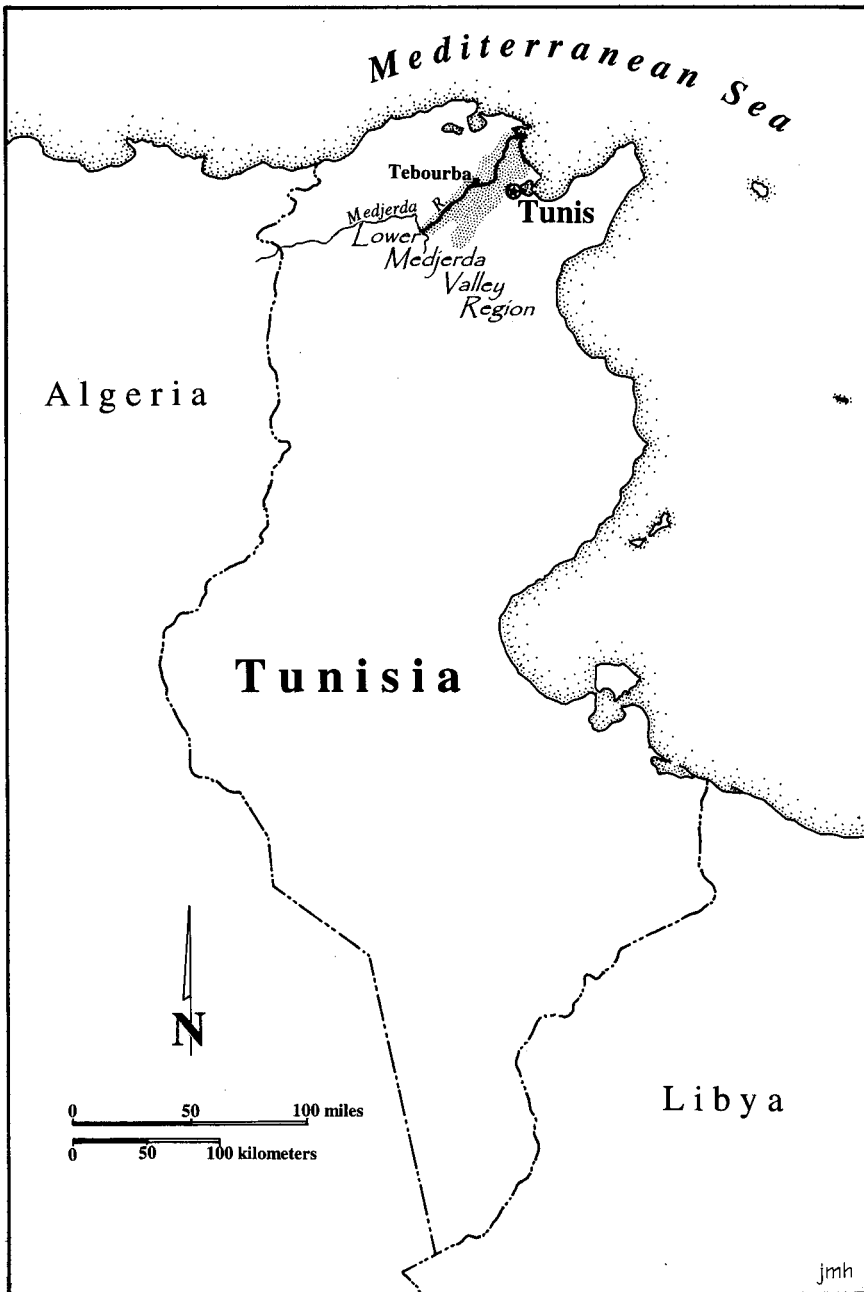 Mediterranean Sea
Tebourba
Tunis
Medjerda R.
Lower
Medjerda
Valley
Region
Algeria
Tunisia
N
0 50 100 miles
0 50 100 kilometers
Libya
jmh